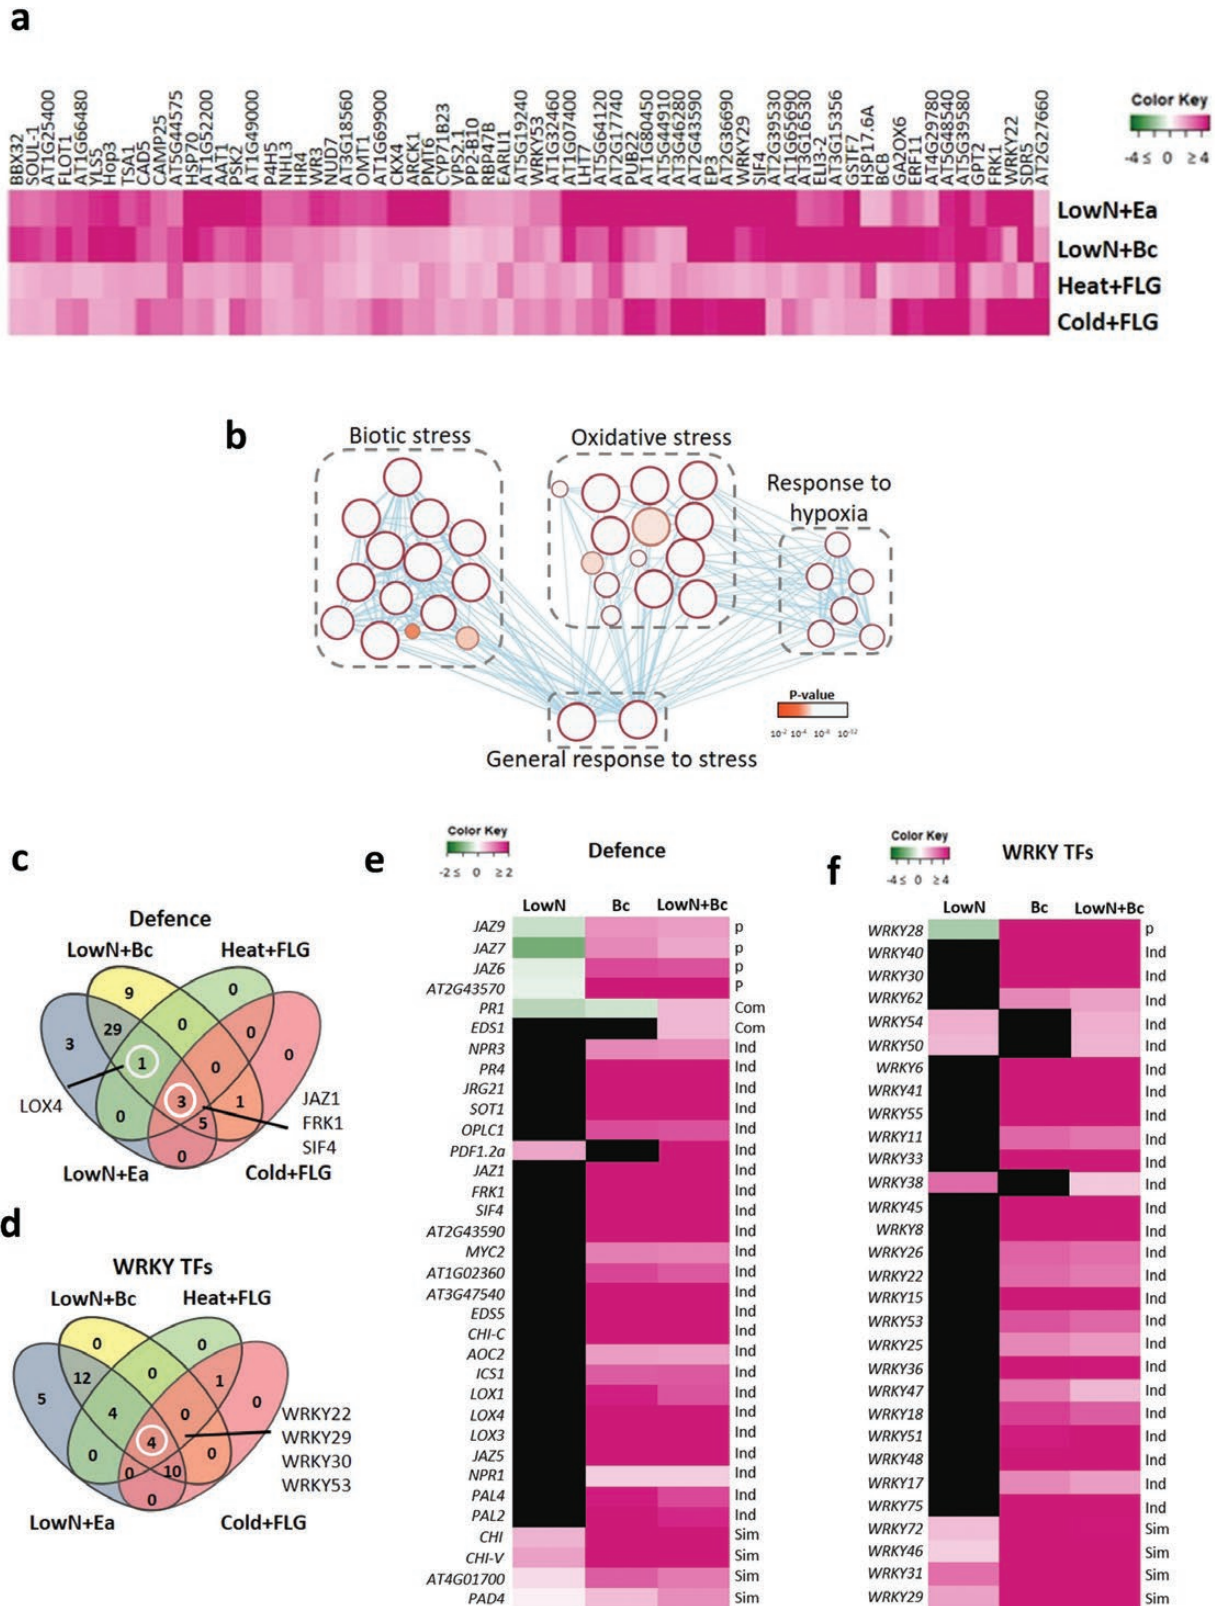 a
BBX32
SOUL-1
AT1G25400
FLOT1
AT1G66480
YLS5
Hop3
TSA1
CAD5
CAMP25
AT5G44575
HSP70
AT1G52200
AAT1
PSK2
AT1G49000
P4H5
NHL3
HR4
WR3
NUD7
AT3G18560
OMT1
AT1G69900
CKX4
ARCK1
PMT6
CYP71B23
VPS2.1
PP2-B10
RBP47B
EARLI1
AT5G19240
WRKY53
AT1G32460
AT1G07400
LHT7
AT5G64120
AT2G17740
PUB22
AT1G80450
AT5G44910
AT3G46280
AT2G43590
EP3
AT2G36690
WRKY29
SIF4
AT2G39530
AT1G65690
AT3G16530
ELI3-2
AT3G15356
GSTF7
HSP17.6A
BCB
GA2OX6
ERF11
AT4G29780
AT5G48540
AT5G39580
GPT2
FRK1
WRKY22
SDR5
AT2G27660
Color Key
-4 ≤ 0 ≥ 4
LowN+Ea
LowN+Bc
Heat+FLG
Cold+FLG
b
Biotic stress
Oxidative stress
Response to
hypoxia
P-value
10-2 10-4 10-8 10-12
General response to stress
c
Defence
LowN+Bc Heat+FLG
9 0
3 29 0 0 0
1 0
LOX4
3 1
0 5
0
JAZ1
FRK1
SIF4
LowN+Ea Cold+FLG
d
WRKY TFs
LowN+Bc Heat+FLG
0 0
5 12 0 1 0
4 0
4
0 0 10 0
0
WRKY22
WRKY29
WRKY30
WRKY53
LowN+Ea Cold+FLG
e
Color Key
-2 ≤ 0 ≥ 2
Defence
LowN Bc LowN+Bc
JAZ9 p
JAZ7 p
JAZ6 p
AT2G43570 P
PR1 Com
EDS1 Com
NPR3 Ind
PR4 Ind
JRG21 Ind
SOT1 Ind
OPLC1 Ind
PDF1.2a Ind
JAZ1 Ind
FRK1 Ind
SIF4 Ind
AT2G43590 Ind
MYC2 Ind
AT1G02360 Ind
AT3G47540 Ind
EDS5 Ind
CHI-C Ind
AOC2 Ind
ICS1 Ind
LOX1 Ind
LOX4 Ind
LOX3 Ind
JAZ5 Ind
NPR1 Ind
PAL4 Ind
PAL2 Ind
CHI Sim
CHI-V Sim
AT4G01700 Sim
PAD4 Sim
f
Color Key
-4 ≤ 0 ≥ 4
WRKY TFs
LowN Bc LowN+Bc
WRKY28 p
WRKY40 Ind
WRKY30 Ind
WRKY62 Ind
WRKY54 Ind
WRKY50 Ind
WRKY6 Ind
WRKY41 Ind
WRKY55 Ind
WRKY11 Ind
WRKY33 Ind
WRKY38 Ind
WRKY45 Ind
WRKY8 Ind
WRKY26 Ind
WRKY22 Ind
WRKY15 Ind
WRKY53 Ind
WRKY25 Ind
WRKY36 Ind
WRKY47 Ind
WRKY18 Ind
WRKY51 Ind
WRKY48 Ind
WRKY17 Ind
WRKY75 Ind
WRKY72 Sim
WRKY46 Sim
WRKY31 Sim
WRKY29 Sim